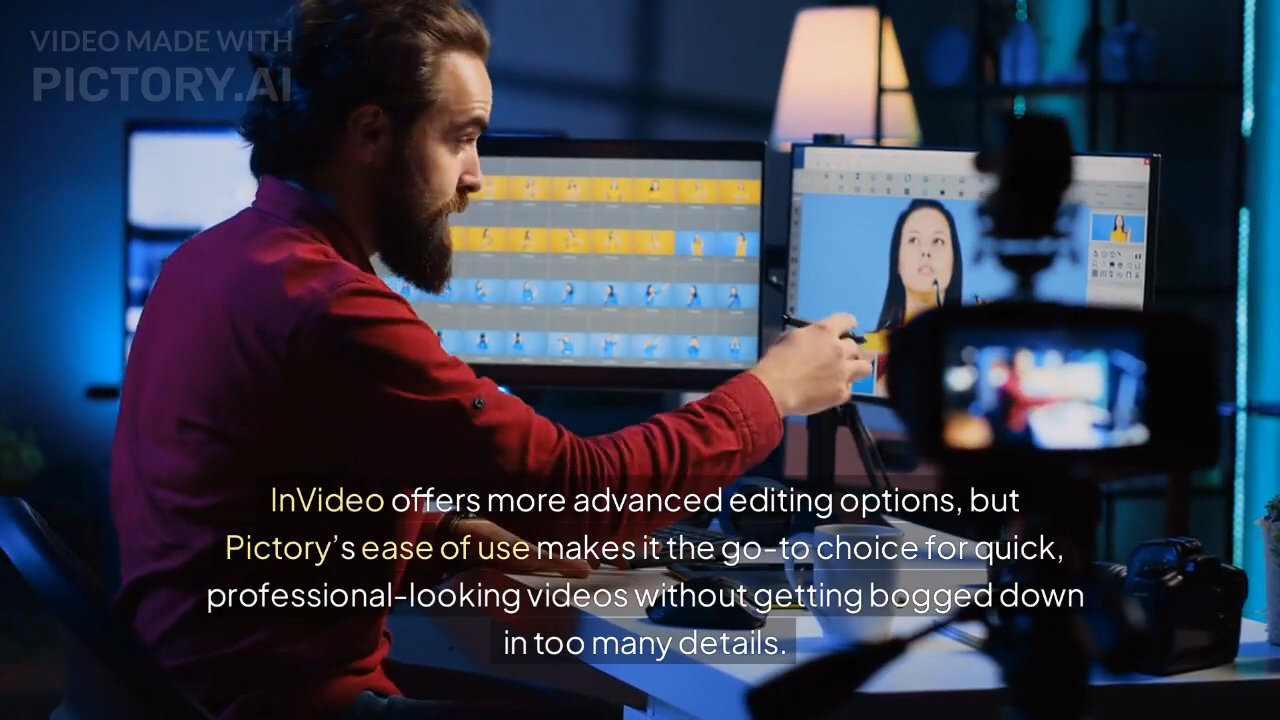 VIDEO MADE WITH
PICTORY.AI
InVideo offers more advanced editing options, but
Pictory’s ease of use makes it the go-to choice for quick,
professional-looking videos without getting bogged down
in too many details.